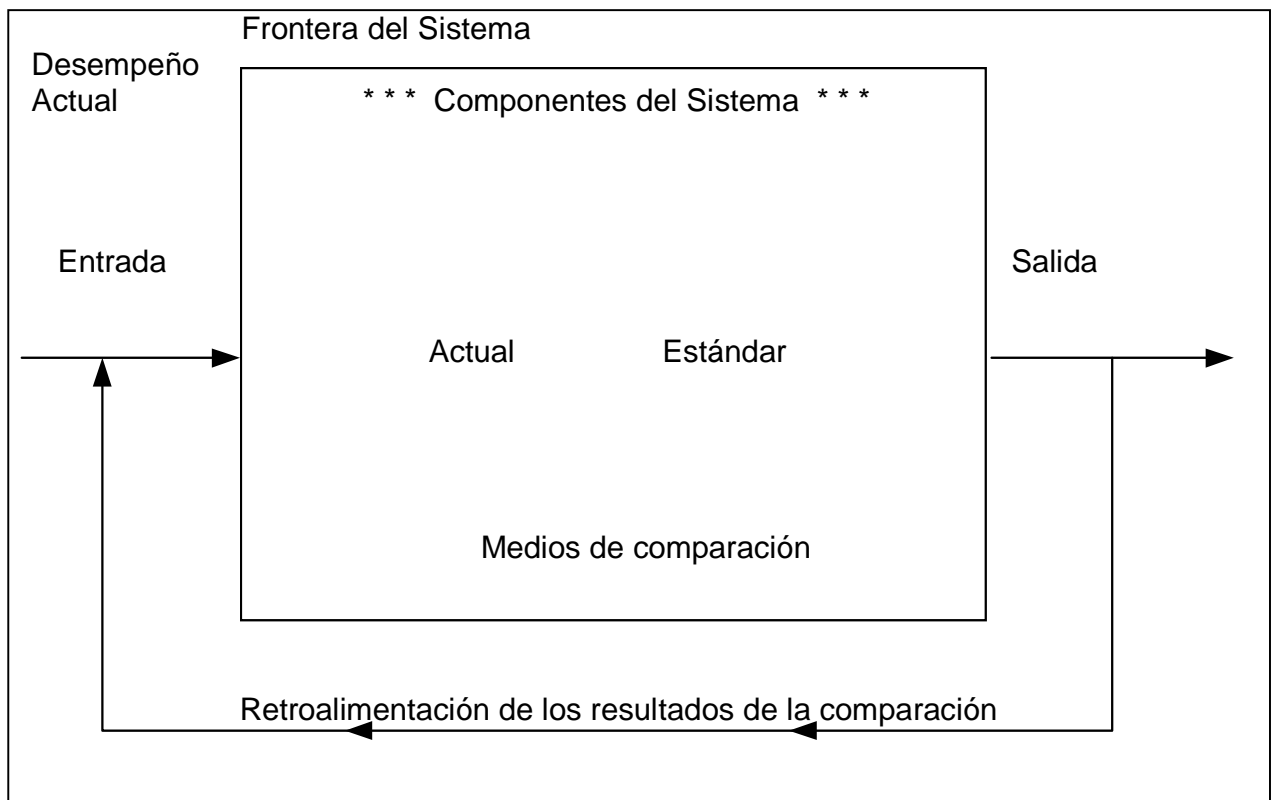 Frontera del Sistema
Desempeño
Actual
* * * Componentes del Sistema * * *
Entrada
Salida
Actual
Estándar
Medios de comparación
Retroalimentación de los resultados de la comparación